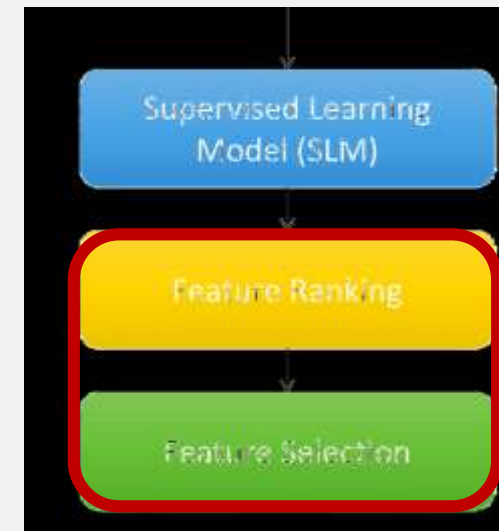 Supervised Learning
Model (SLM)
Feature Ranking
Feature Selection